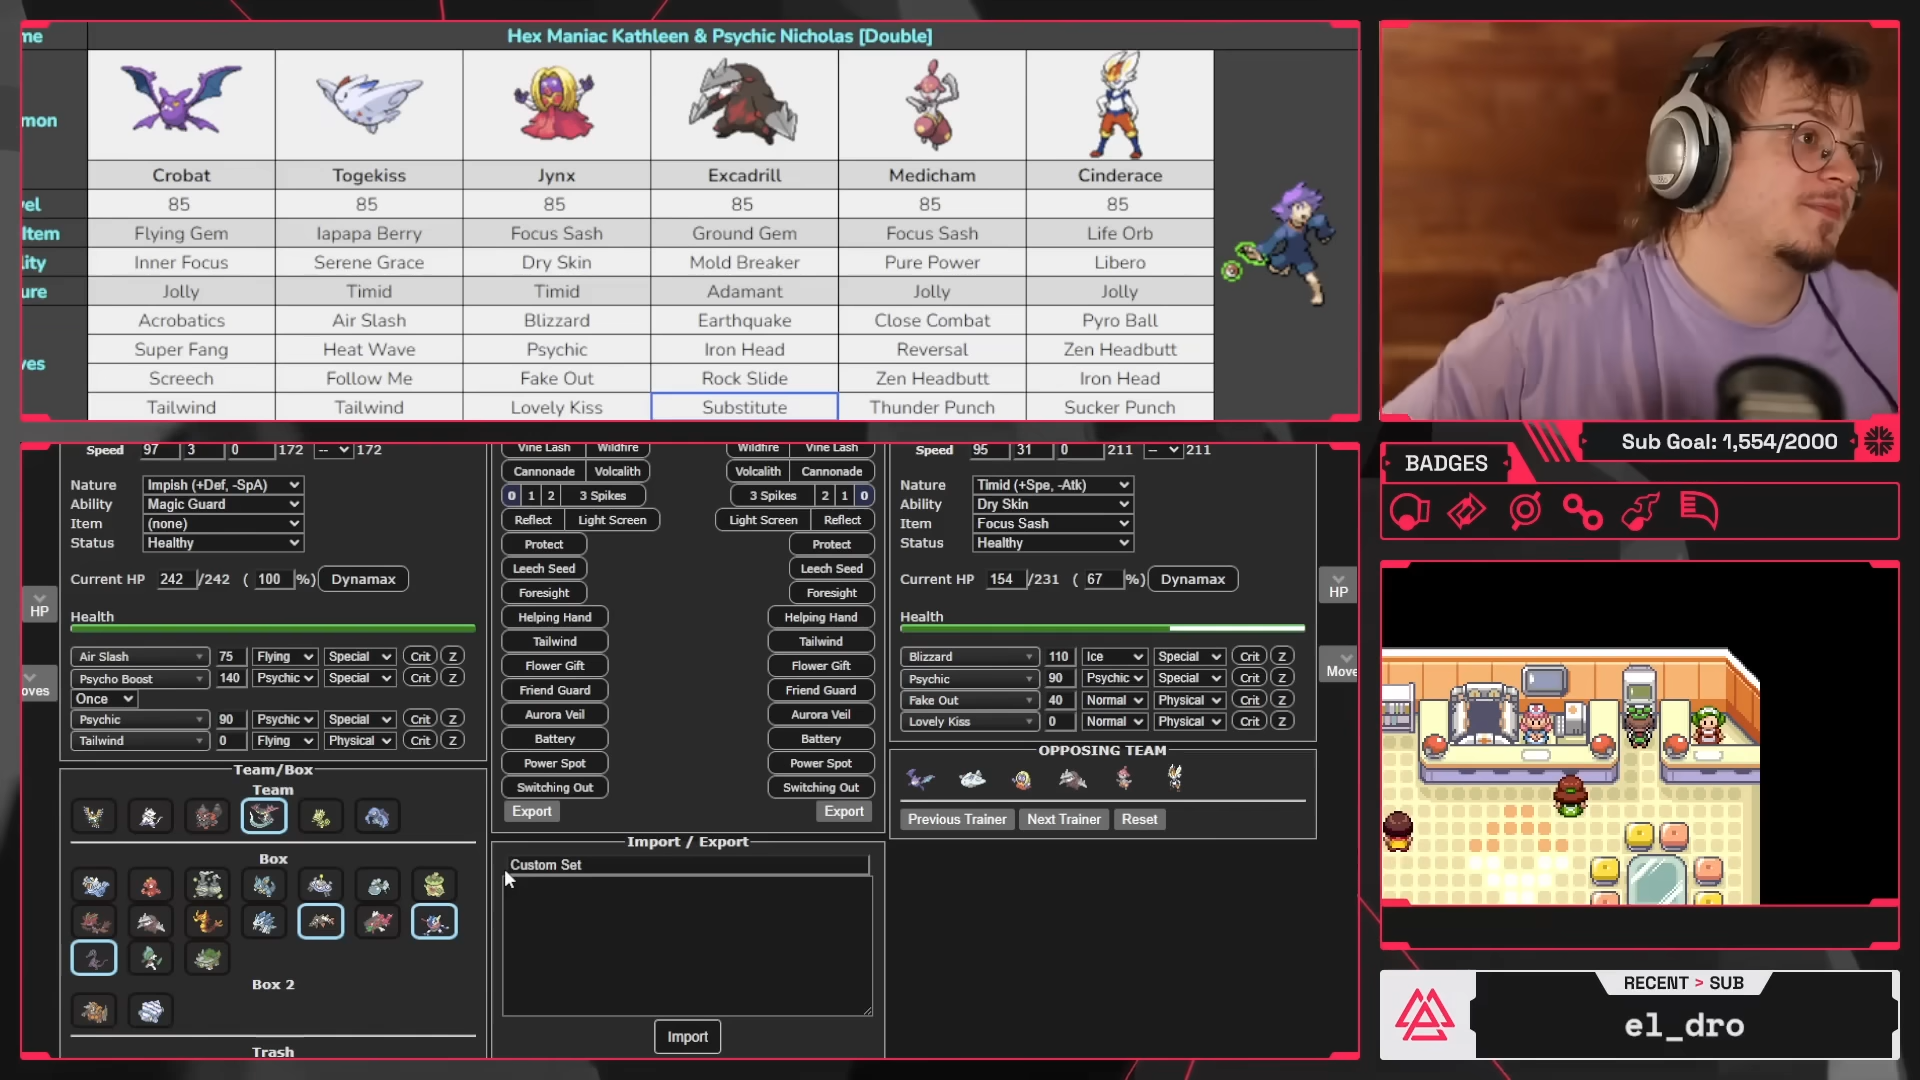 me
Hex Maniac Kathleen & Psychic Nicholas [Double]
mon
Crobat Togekiss Jynx Excadrill Medicham Cinderace
vel 85 85 85 85 85 85
Item Flying Gem Iapapa Berry Focus Sash Ground Gem Focus Sash Life Orb
lity Inner Focus Serene Grace Dry Skin Mold Breaker Pure Power Libero
ure Jolly Timid Timid Adamant Jolly Jolly
Acrobatics Air Slash Blizzard Earthquake Close Combat Pyro Ball
ves Super Fang Heat Wave Psychic Iron Head Reversal Zen Headbutt
Screech Follow Me Fake Out Rock Slide Zen Headbutt Iron Head
Tailwind Tailwind Lovely Kiss Substitute Thunder Punch Sucker Punch
Speed 97 3 0 172 -- 172
Nature Impish (+Def, -SpA)
Ability Magic Guard
Item (none)
Status Healthy
Current HP 242 /242 ( 100 %) Dynamax
HP
Health
Air Slash 75 Flying Special Crit Z
Psycho Boost 140 Psychic Special Crit Z
oves
Once
Psychic 90 Psychic Special Crit Z
Tailwind 0 Flying Physical Crit Z
Team/Box
Team
Box
Box 2
Trash
Vine Lash Wildfire Wildfire Vine Lash
Cannonade Volcalith Volcalith Cannonade
0 1 2 3 Spikes 3 Spikes 2 1 0
Reflect Light Screen Light Screen Reflect
Protect Protect
Leech Seed Leech Seed
Foresight Foresight
Helping Hand Helping Hand
Tailwind Tailwind
Flower Gift Flower Gift
Friend Guard Friend Guard
Aurora Veil Aurora Veil
Battery Battery
Power Spot Power Spot
Switching Out Switching Out
Export Export
Import / Export
Custom Set
Import
Speed 95 31 0 211 -- 211
Nature Timid (+Spe, -Atk)
Ability Dry Skin
Item Focus Sash
Status Healthy
Current HP 154 /231 ( 67 %) Dynamax
HP
Health
Blizzard 110 Ice Special Crit Z
Psychic 90 Psychic Special Crit Z
Move
Fake Out 40 Normal Physical Crit Z
Lovely Kiss 0 Normal Physical Crit Z
OPPOSING TEAM
Previous Trainer Next Trainer Reset
Sub Goal: 1,554/2000
BADGES
RECENT > SUB
el_dro